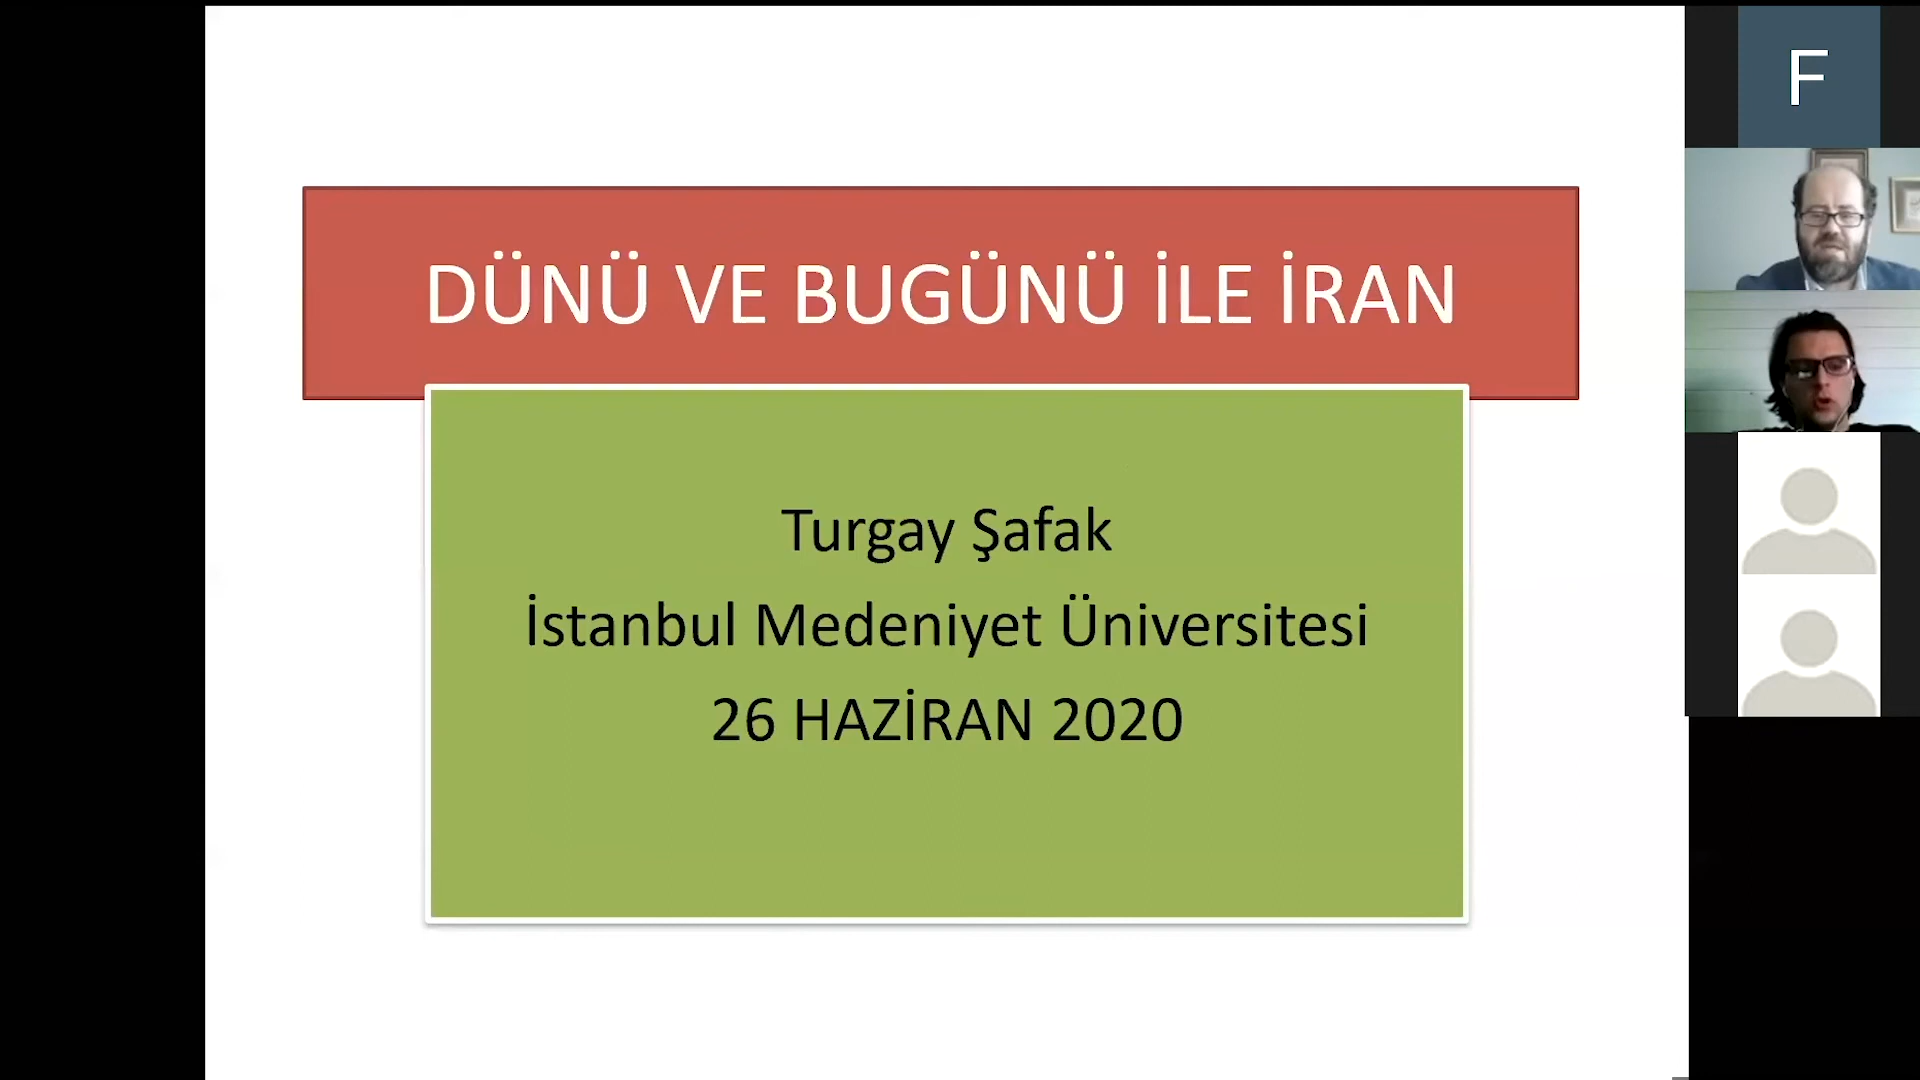 DÜNÜ VE BUGÜNÜ İLE İRAN
Turgay Şafak
İstanbul Medeniyet Üniversitesi
26 HAZİRAN 2020
F